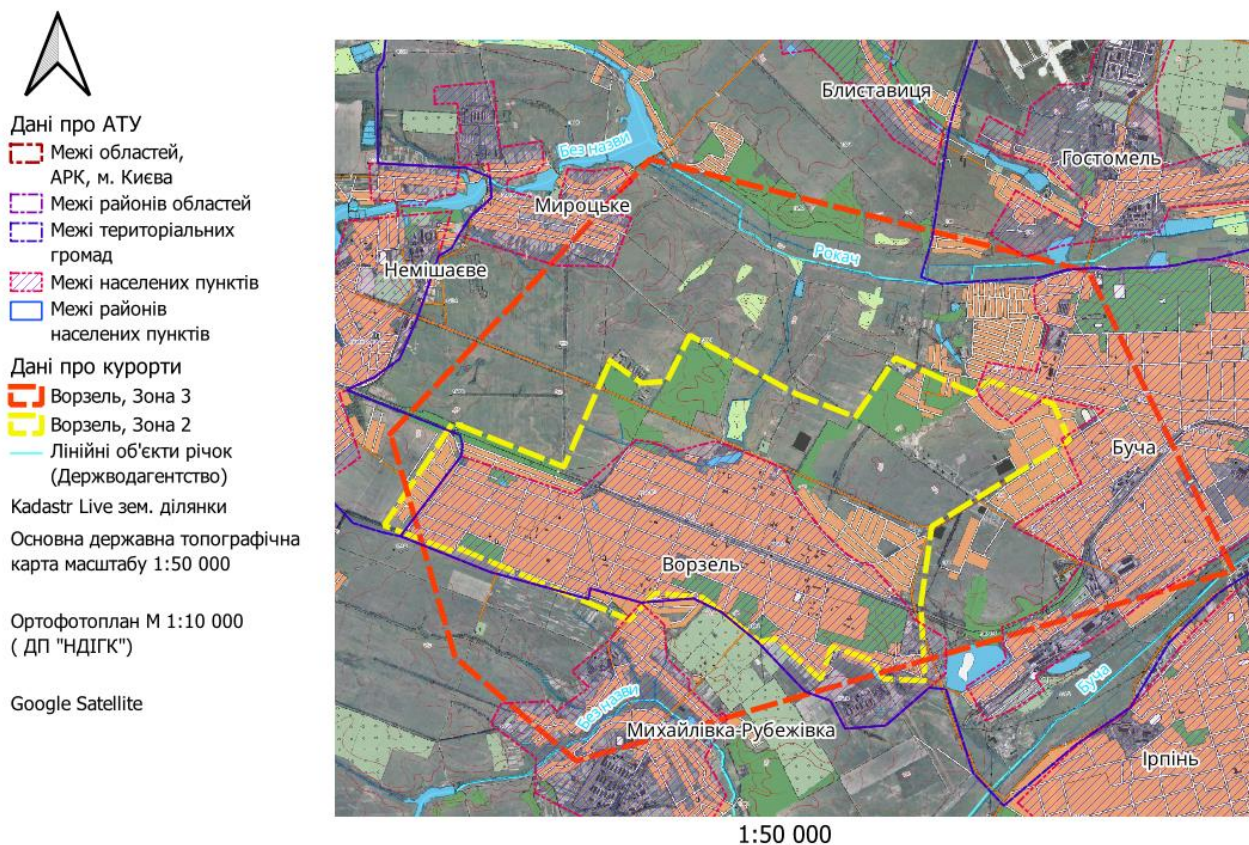 Дані про АТУ
Межі областей,
АРК, м. Києва
Межі районів областей
Межі територіальних
громад
Межі населених пунктів
Межі районів
населених пунктів
Дані про курорти
Ворзель, Зона 3
Ворзель, Зона 2
Лінійні об'єкти річок
(Держводагентство)
Kadastr Live зем. ділянки
Основна державна топографічна
карта масштабу 1:50 000
Ортофотоплан М 1:10 000
( ДП "НДІГК")
Google Satellite
Блиставиця
Без назви
Гостомель
Мироцьке
Рокач
Немішаєве
Буча
Ворзель
Буча
Без назви
Михайлівка-Рубежівка
Ірпінь
1:50 000